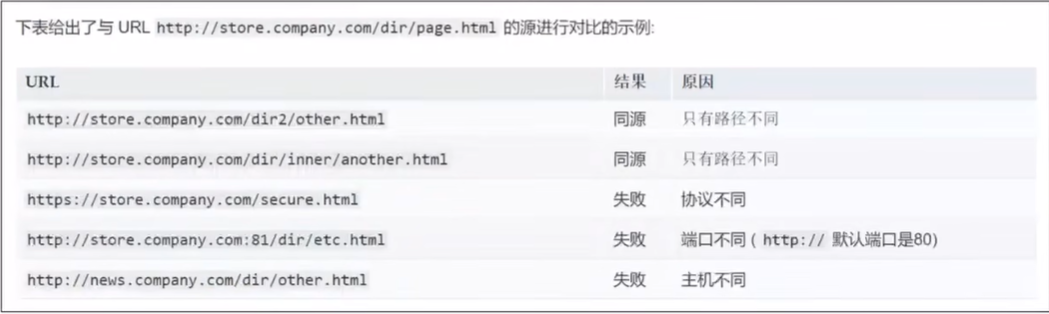 下表给出了与 URL http://store.company.com/dir/page.html 的源进行对比的示例:
URL 结果 原因
http://store.company.com/dir2/other.html 同源 只有路径不同
http://store.company.com/dir/inner/another.html 同源 只有路径不同
https://store.company.com/secure.html 失败 协议不同
http://store.company.com:81/dir/etc.html 失败 端口不同 ( http:// 默认端口是80)
http://news.company.com/dir/other.html 失败 主机不同